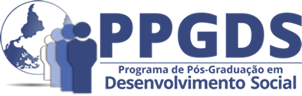 PPGDS
Programa de Pós-Graduação em
Desenvolvimento Social